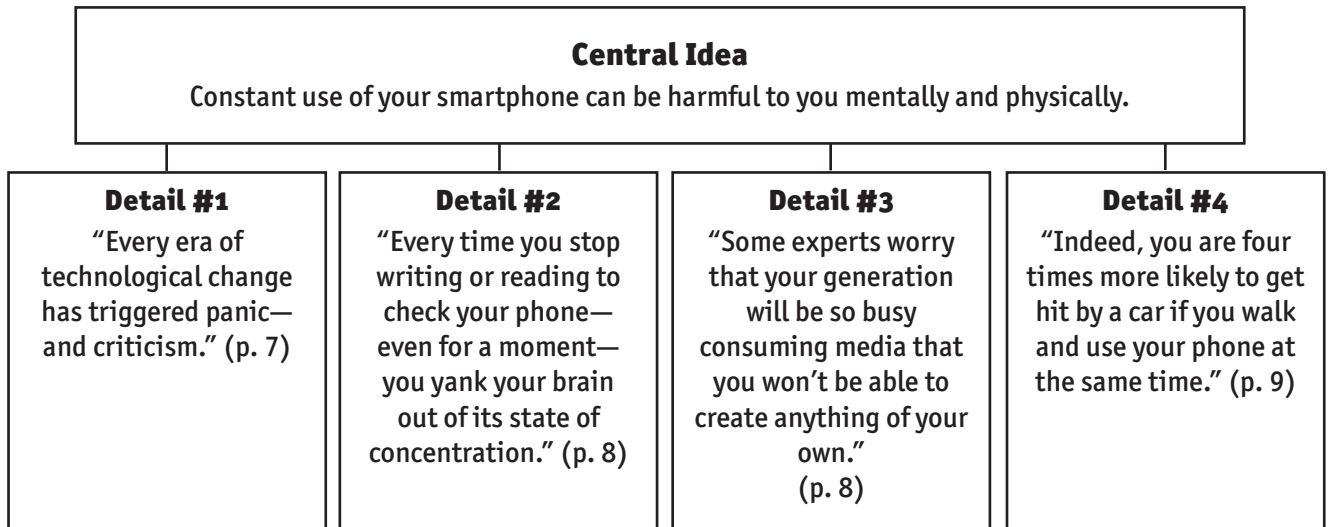 Central Idea
Constant use of your smartphone can be harmful to you mentally and physically.
Detail #1
“Every era of
technological change
has triggered panic—
and criticism.” (p. 7)
Detail #2
“Every time you stop
writing or reading to
check your phone—
even for a moment—
you yank your brain
out of its state of
concentration.” (p. 8)
Detail #3
“Some experts worry
that your generation
will be so busy
consuming media that
you won’t be able to
create anything of your
own.”
(p. 8)
Detail #4
“Indeed, you are four
times more likely to get
hit by a car if you walk
and use your phone at
the same time.” (p. 9)